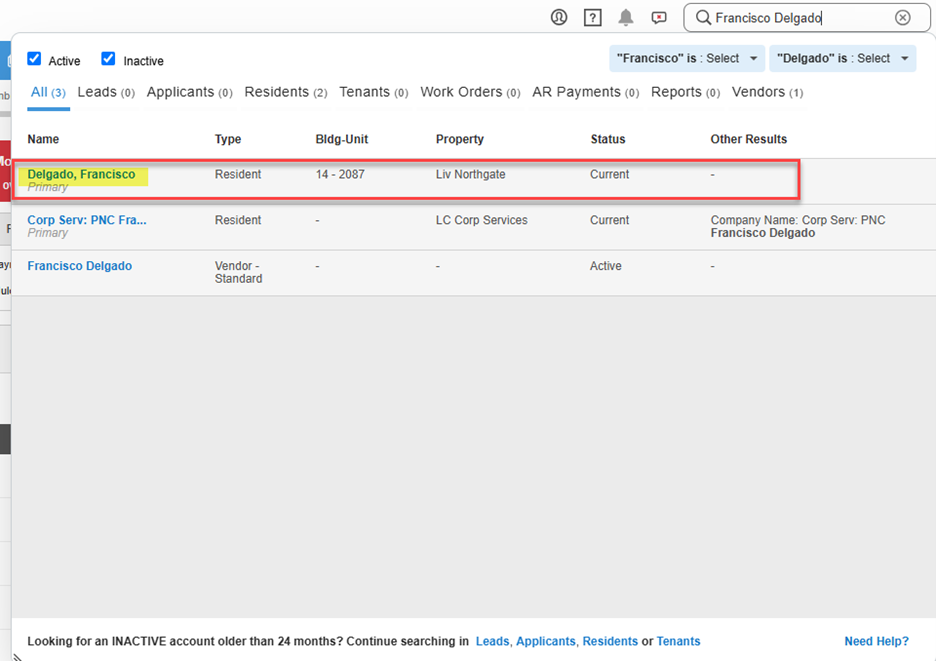 Francisco Delgado
Active Inactive "Francisco" is : Select "Delgado" is : Select
All (3) Leads (0) Applicants (0) Residents (2) Tenants (0) Work Orders (0) AR Payments (0) Reports (0) Vendors (1)
Name Type Bldg-Unit Property Status Other Results
Delgado, Francisco Resident 14 - 2087 Liv Northgate Current -
Primary
Corp Serv: PNC Fra... Resident - LC Corp Services Current Company Name: Corp Serv: PNC
Primary Francisco Delgado
Francisco Delgado Vendor - - - Active -
Standard
Looking for an INACTIVE account older than 24 months? Continue searching in Leads, Applicants, Residents or Tenants Need Help?